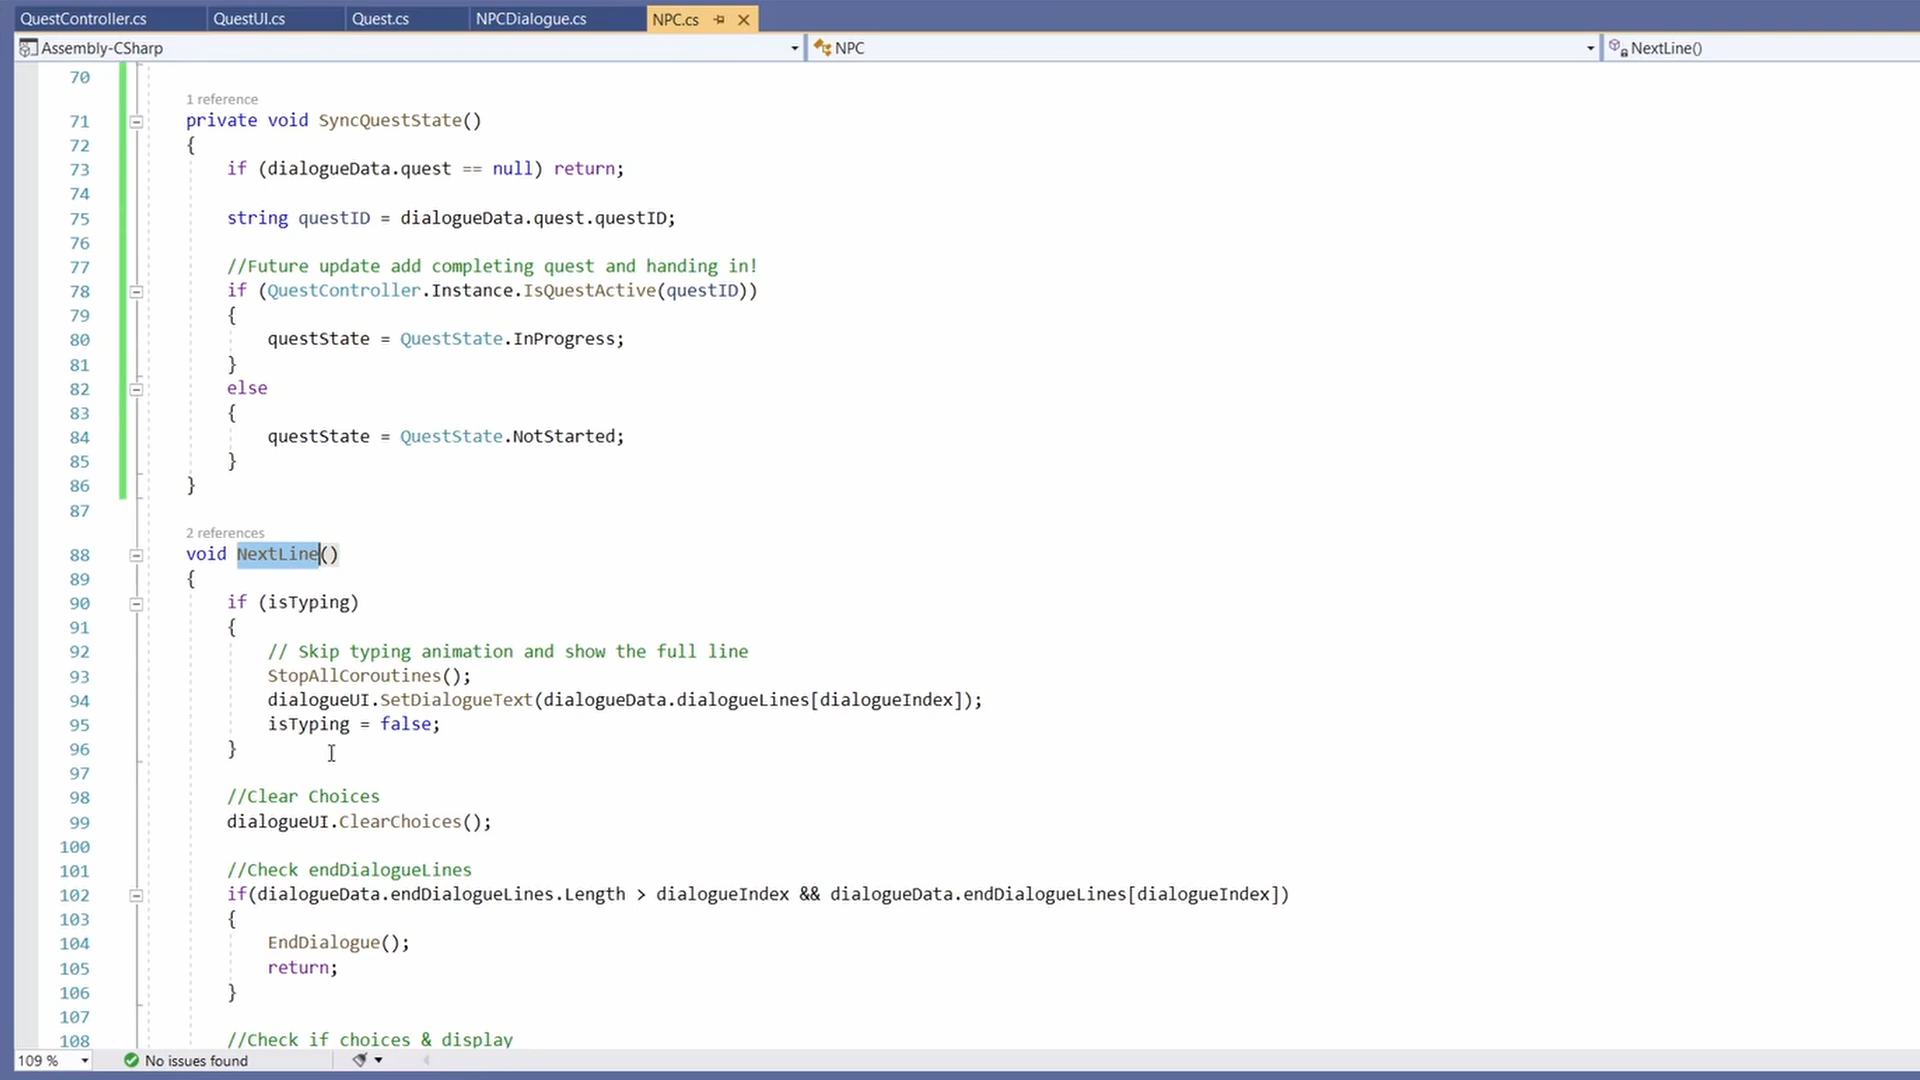 QuestController.cs QuestUI.cs Quest.cs NPCDialogue.cs NPC.cs
Assembly-CSharp NPC NextLine()
70
1 reference
71 private void SyncQuestState()
72 {
73 if (dialogueData.quest == null) return;
74
75 string questID = dialogueData.quest.questID;
76
77 //Future update add completing quest and handing in!
78 if (QuestController.Instance.IsQuestActive(questID))
79 {
80 questState = QuestState.InProgress;
81 }
82 else
83 {
84 questState = QuestState.NotStarted;
85 }
86 }
87
2 references
88 void NextLine()
89 {
90 if (isTyping)
91 {
92 // Skip typing animation and show the full line
93 StopAllCoroutines();
94 dialogueUI.SetDialogueText(dialogueData.dialogueLines[dialogueIndex]);
95 isTyping = false;
96 }
97
98 //Clear Choices
99 dialogueUI.ClearChoices();
100
101 //Check endDialogueLines
102 if(dialogueData.endDialogueLines.Length > dialogueIndex && dialogueData.endDialogueLines[dialogueIndex])
103 {
104 EndDialogue();
105 return;
106 }
107
108 //Check if choices & display
109 % No issues found